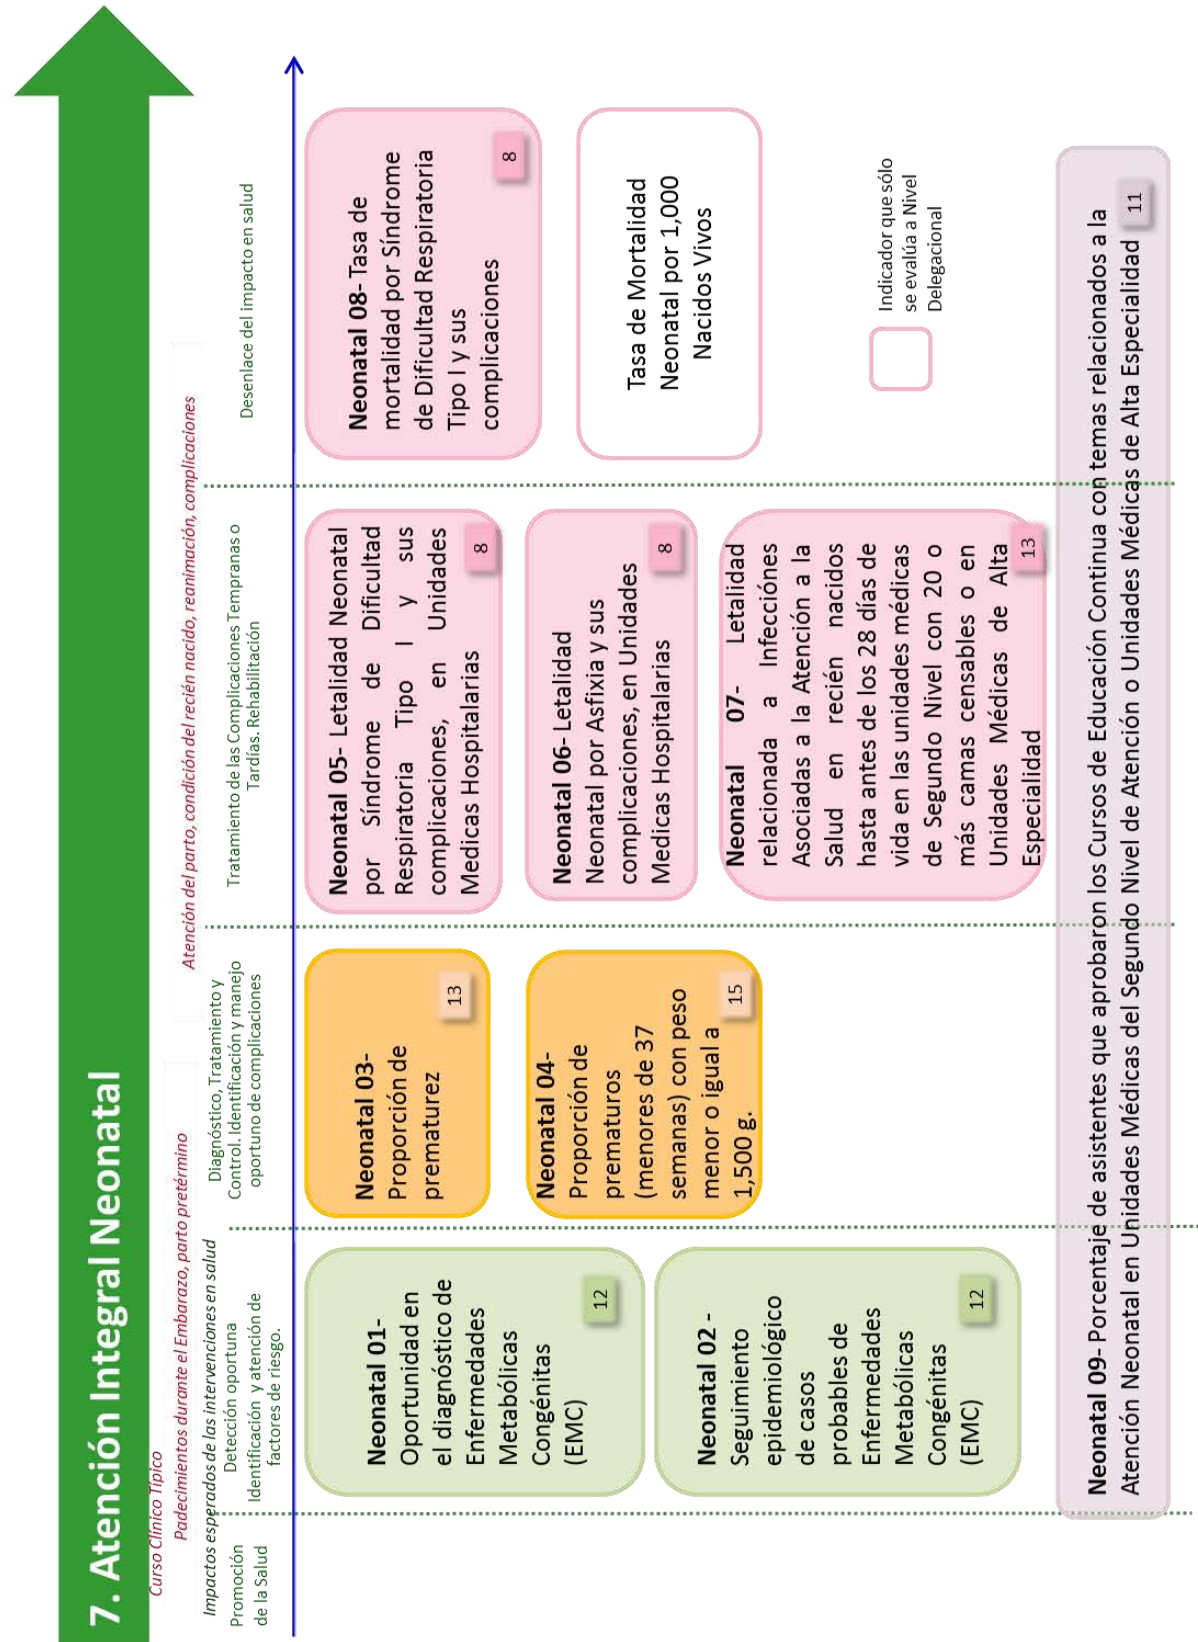 7. Atención Integral Neonatal
Curso Clínico Típico
Padecimientos durante el Embarazo, parto pretérmino
Atención del parto, condición del recién nacido, reanimación, complicaciones
Impactos esperados de las intervenciones en salud
Promoción
de la Salud
Detección oportuna
Identificación y atención de
factores de riesgo.
Diagnóstico, Tratamiento y
Control. Identificación y manejo
oportuno de complicaciones
Tratamiento de las Complicaciones Tempranas o
Tardías. Rehabilitación
Desenlace del impacto en salud
Neonatal 01-
Oportunidad en
el diagnóstico de
Enfermedades
Metabólicas
Congénitas
(EMC)
12
Neonatal 02 -
Seguimiento
epidemiológico
de casos
probables de
Enfermedades
Metabólicas
Congénitas
(EMC)
12
Neonatal 03-
Proporción de
prematurez
13
Neonatal 04-
Proporción de
prematuros
(menores de 37
semanas) con peso
menor o igual a
1,500 g.
15
Neonatal 05- Letalidad Neonatal
por Síndrome de Dificultad
Respiratoria Tipo I y sus
complicaciones, en Unidades
Medicas Hospitalarias
8
Neonatal 06- Letalidad
Neonatal por Asfixia y sus
complicaciones, en Unidades
Medicas Hospitalarias
8
Neonatal 07- Letalidad
relacionada a Infecciónes
Asociadas a la Atención a la
Salud en recién nacidos
hasta antes de los 28 días de
vida en las unidades médicas
de Segundo Nivel con 20 o
más camas censables o en
Unidades Médicas de Alta
Especialidad
13
Neonatal 08- Tasa de
mortalidad por Síndrome
de Dificultad Respiratoria
Tipo I y sus
complicaciones
8
Tasa de Mortalidad
Neonatal por 1,000
Nacidos Vivos
Indicador que sólo
se evalúa a Nivel
Delegacional
Neonatal 09- Porcentaje de asistentes que aprobaron los Cursos de Educación Continua con temas relacionados a la
Atención Neonatal en Unidades Médicas del Segundo Nivel de Atención o Unidades Médicas de Alta Especialidad
11